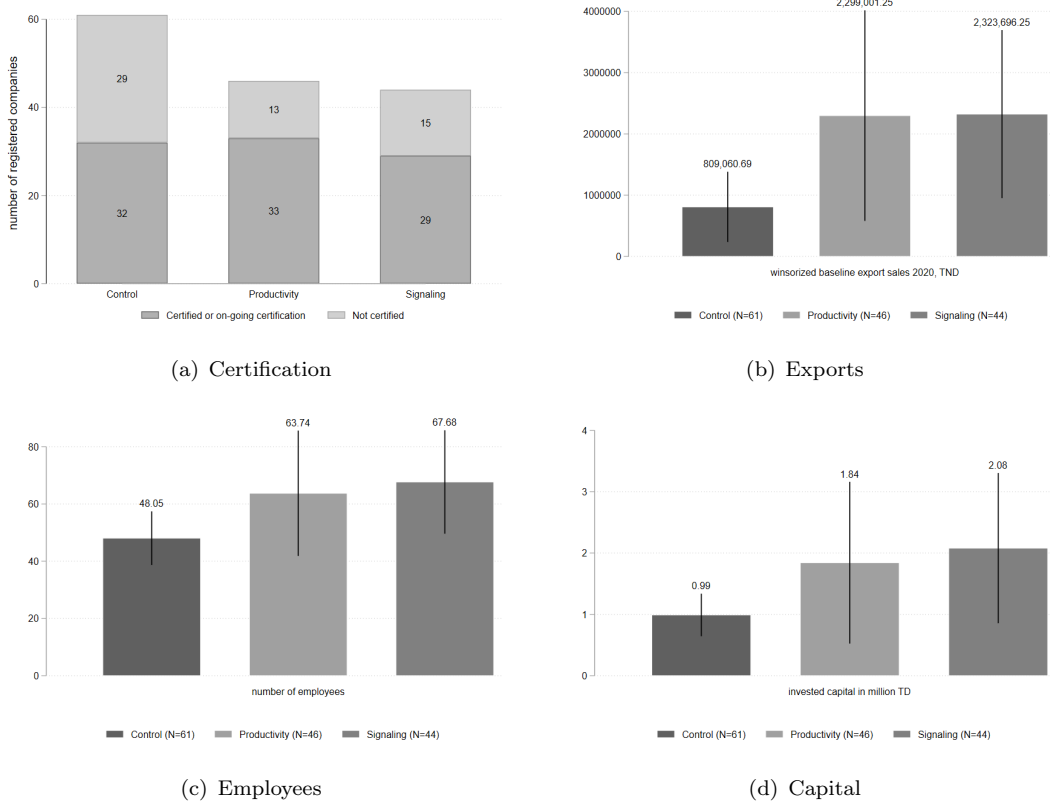 number of registered companies
60
40
20
0
29
32
13
33
15
29
Control Productivity Signaling
Certified or on-going certification Not certified
(a) Certification
4000000
3000000
2000000
1000000
0
809,060.69
2,299,001.25
2,323,696.25
winsorized baseline export sales 2020, TND
Control (N=61) Productivity (N=46) Signaling (N=44)
(b) Exports
80
60
40
20
0
48.05
63.74
67.68
number of employees
Control (N=61) Productivity (N=46) Signaling (N=44)
(c) Employees
4
3
2
1
0
0.99
1.84
2.08
invested capital in million TD
Control (N=61) Productivity (N=46) Signaling (N=44)
(d) Capital